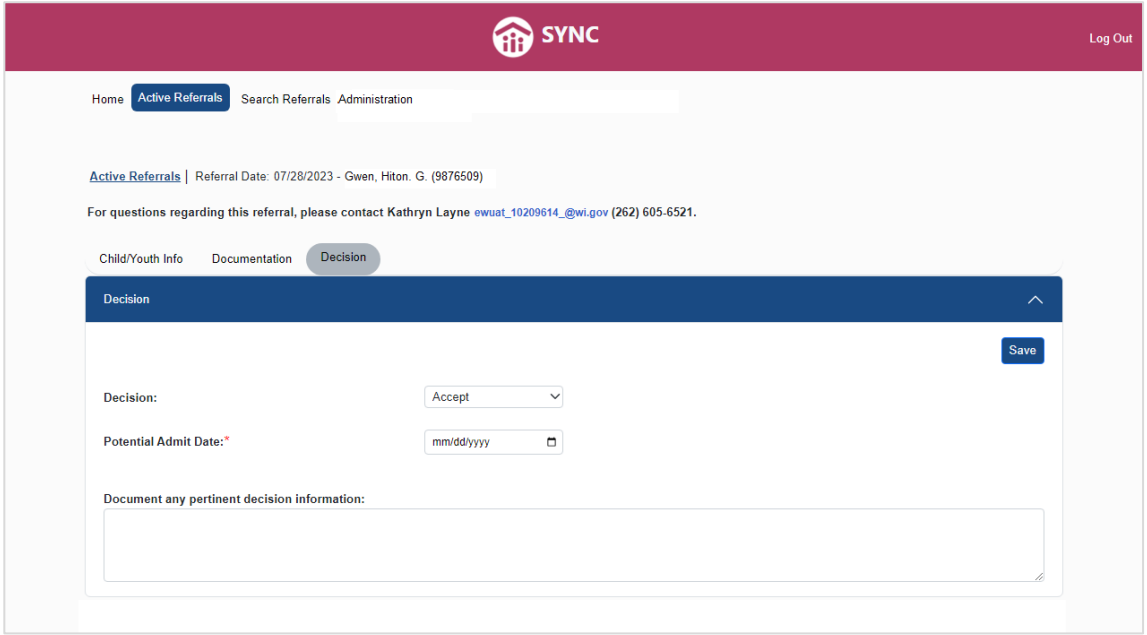 SYNC
Log Out
Home Active Referrals Search Referrals Administration
Active Referrals | Referral Date: 07/28/2023 - Gwen, Hiton. G. (9876509)
For questions regarding this referral, please contact Kathryn Layne ewuat_10209614_@wi.gov (262) 605-6521.
Child/Youth Info Documentation Decision
Decision
Save
Decision: Accept
Potential Admit Date:* mm/dd/yyyy
Document any pertinent decision information: